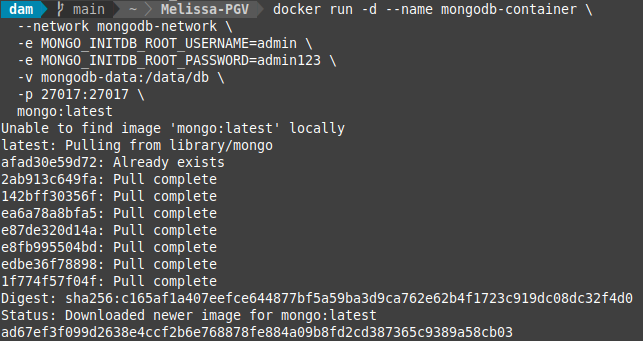 dam main ~ Melissa-PGV docker run -d --name mongodb-container \
--network mongodb-network \
-e MONGO_INITDB_ROOT_USERNAME=admin \
-e MONGO_INITDB_ROOT_PASSWORD=admin123 \
-v mongodb-data:/data/db \
-p 27017:27017 \
mongo:latest
Unable to find image 'mongo:latest' locally
latest: Pulling from library/mongo
afad30e59d72: Already exists
2ab913c649fa: Pull complete
142bff30356f: Pull complete
ea6a78a8bfa5: Pull complete
e87de320d14a: Pull complete
e8fb995504bd: Pull complete
edbe36f78898: Pull complete
1f774f57f04f: Pull complete
Digest: sha256:c165af1a407eefce644877bf5a59ba3d9ca762e62b4f1723c919dc08dc32f4d0
Status: Downloaded newer image for mongo:latest
ad67ef3f099d2638e4ccf2b6e768878fe884a09b8fd2cd387365c9389a58cb03